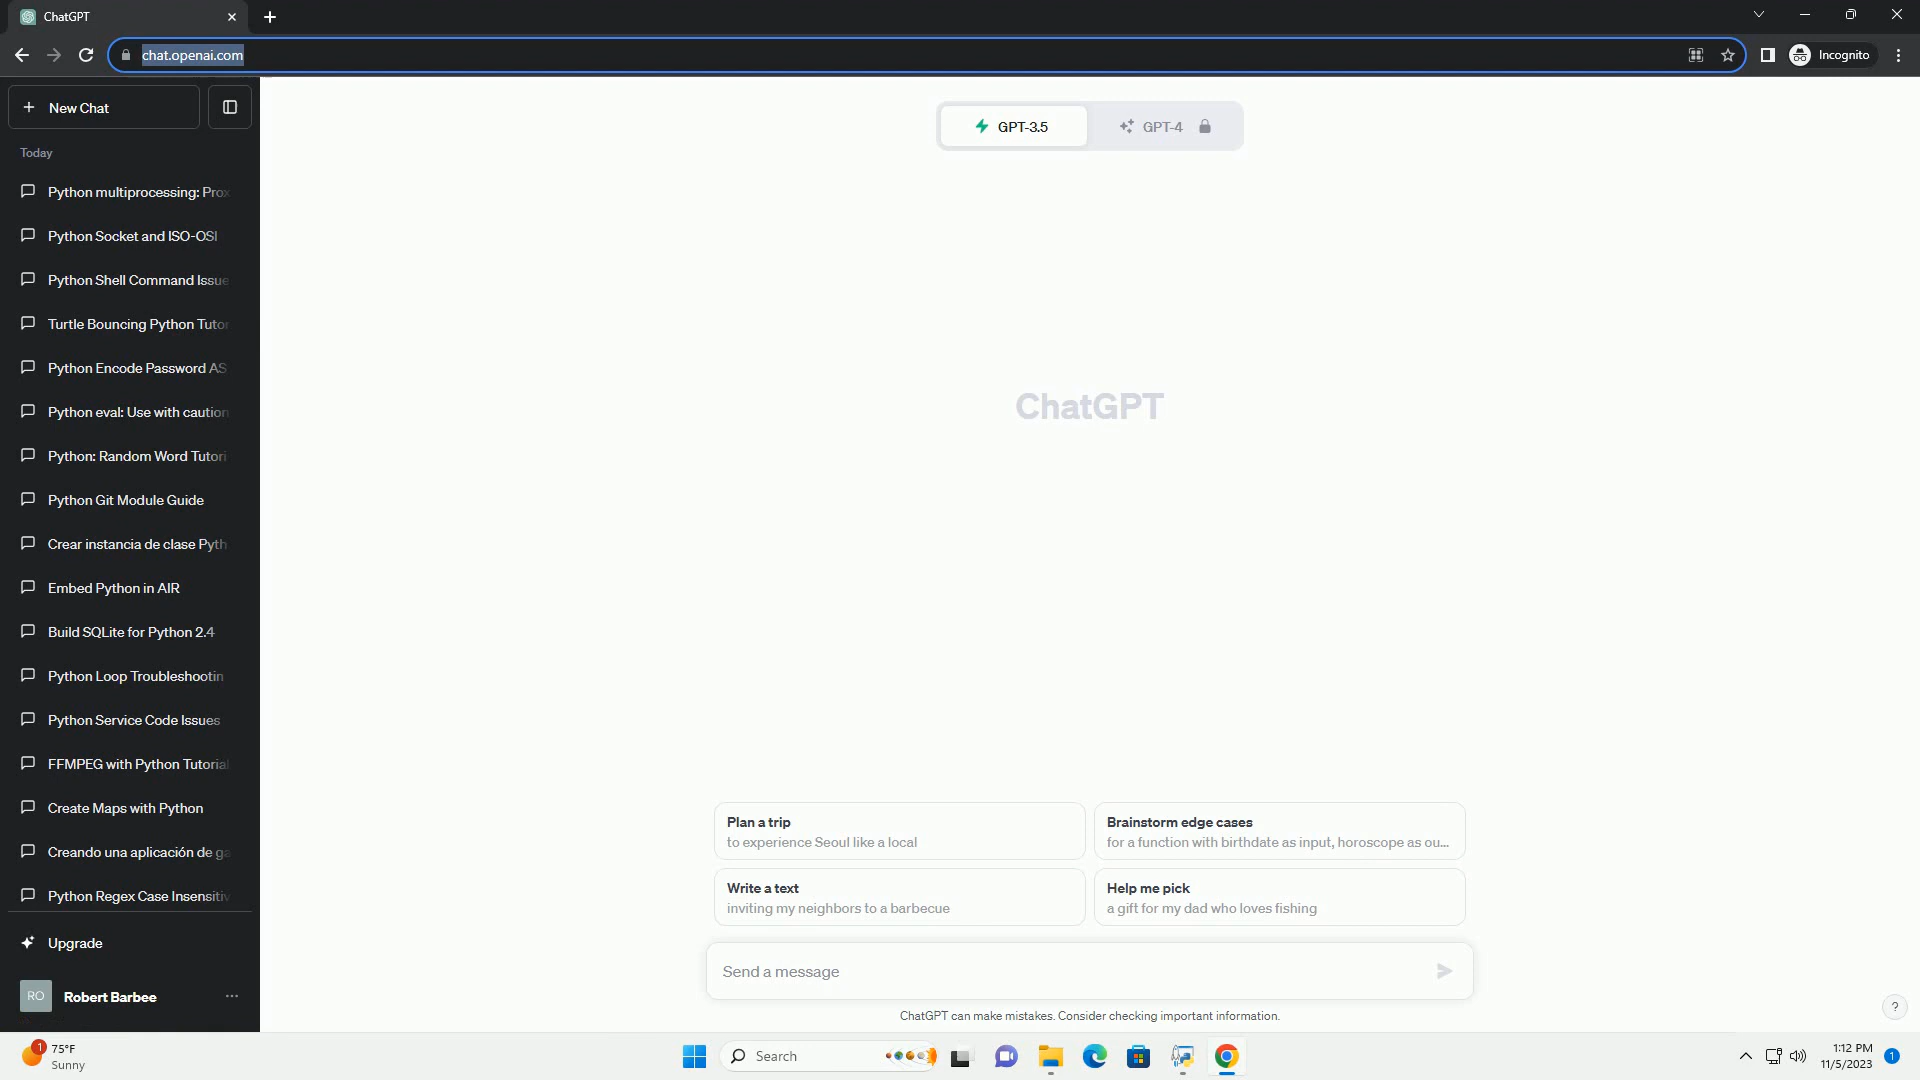 ChatGPT
chat.openai.com
Incognito
New Chat
Today
Python multiprocessing: Prox
Python Socket and ISO-OSI
Python Shell Command Issue
Turtle Bouncing Python Tutor
Python Encode Password AS
Python eval: Use with caution
Python: Random Word Tutori
Python Git Module Guide
Crear instancia de clase Pyth
Embed Python in AIR
Build SQLite for Python 2.4
Python Loop Troubleshootin
Python Service Code Issues
FFMPEG with Python Tutorial
Create Maps with Python
Creando una aplicación de ga
Python Regex Case Insensitiv
Upgrade
RO Robert Barbee
GPT-3.5
GPT-4
ChatGPT
Plan a trip
to experience Seoul like a local
Brainstorm edge cases
for a function with birthdate as input, horoscope as ou...
Write a text
inviting my neighbors to a barbecue
Help me pick
a gift for my dad who loves fishing
Send a message
ChatGPT can make mistakes. Consider checking important information.
?
1
75°F
Sunny
Search
1:12 PM
11/5/2023
1